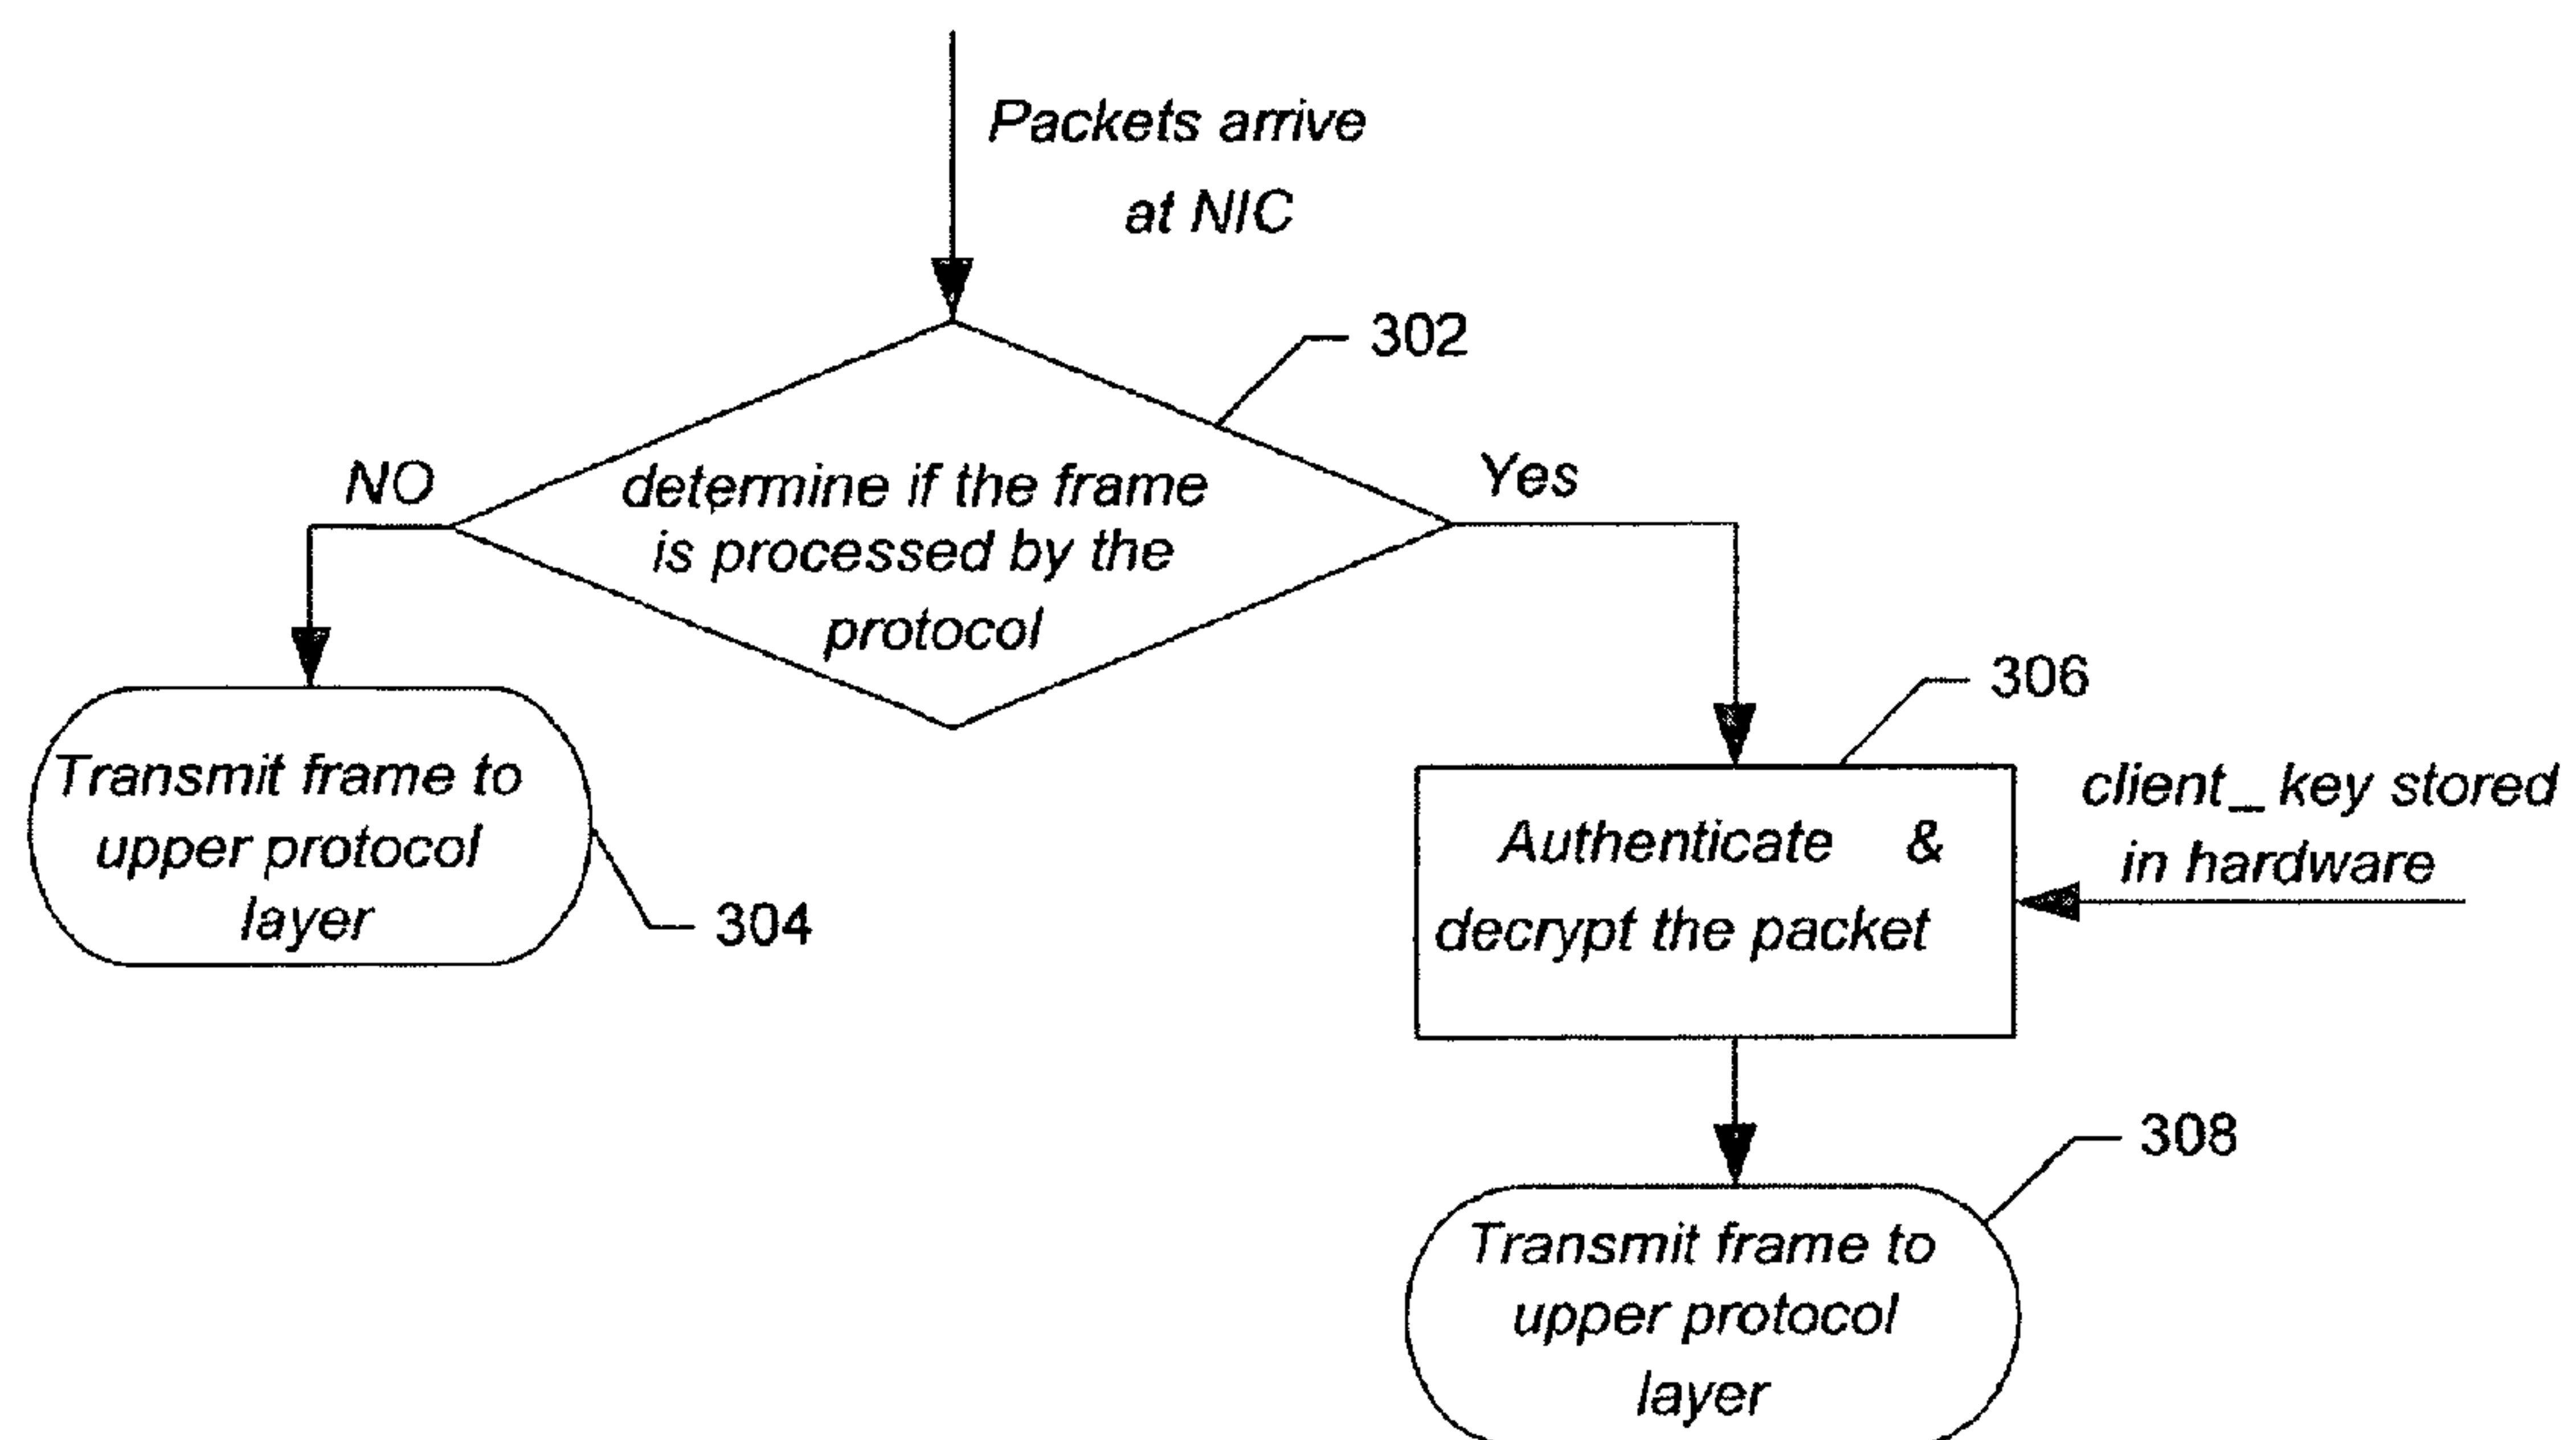 Packets arrive
at NIC
302
NO
determine if the frame
is processed by the
protocol
Yes
306
Transmit frame to
upper protocol
layer
304
Authenticate &
decrypt the packet
client_ key stored
in hardware
308
Transmit frame to
upper protocol
layer